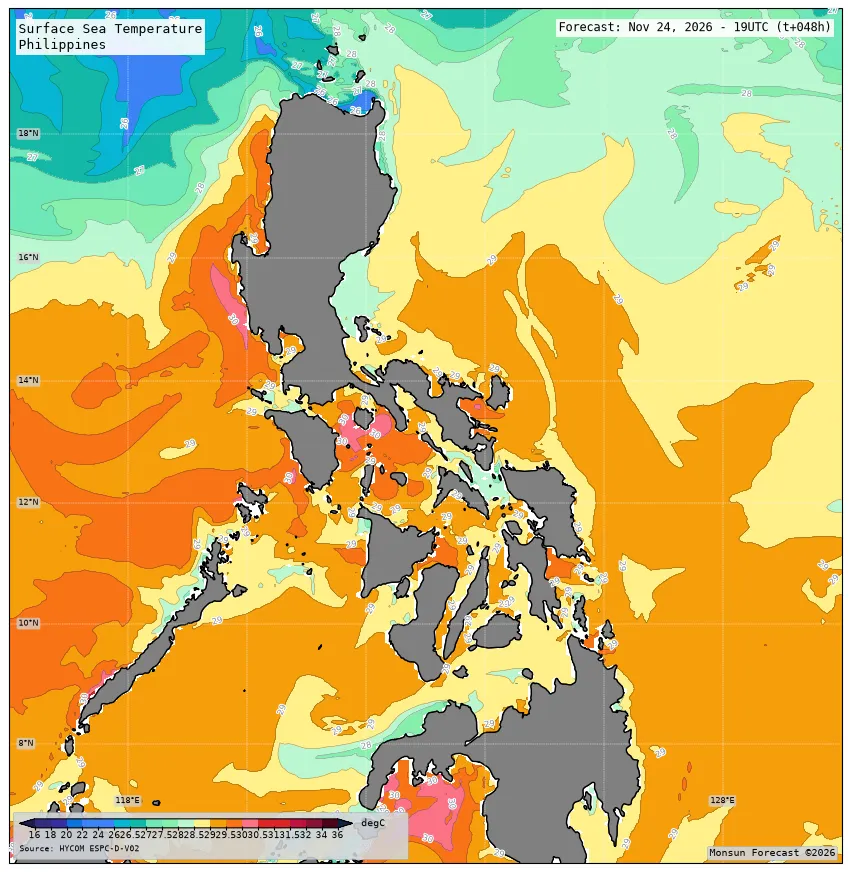 Surface Sea Temperature
Philippines
Forecast: Nov 24, 2026 - 19UTC (t+048h)
18°N
16°N
14°N
12°N
10°N
8°N
118°E
128°E
16 18 20 22 24 26 26.5 27 27.5 28 28.5 29 29.5 30 30.5 31 31.5 32 34 36
degC
Source: HYCOM ESPC-D-V02
Monsun Forecast ©2026